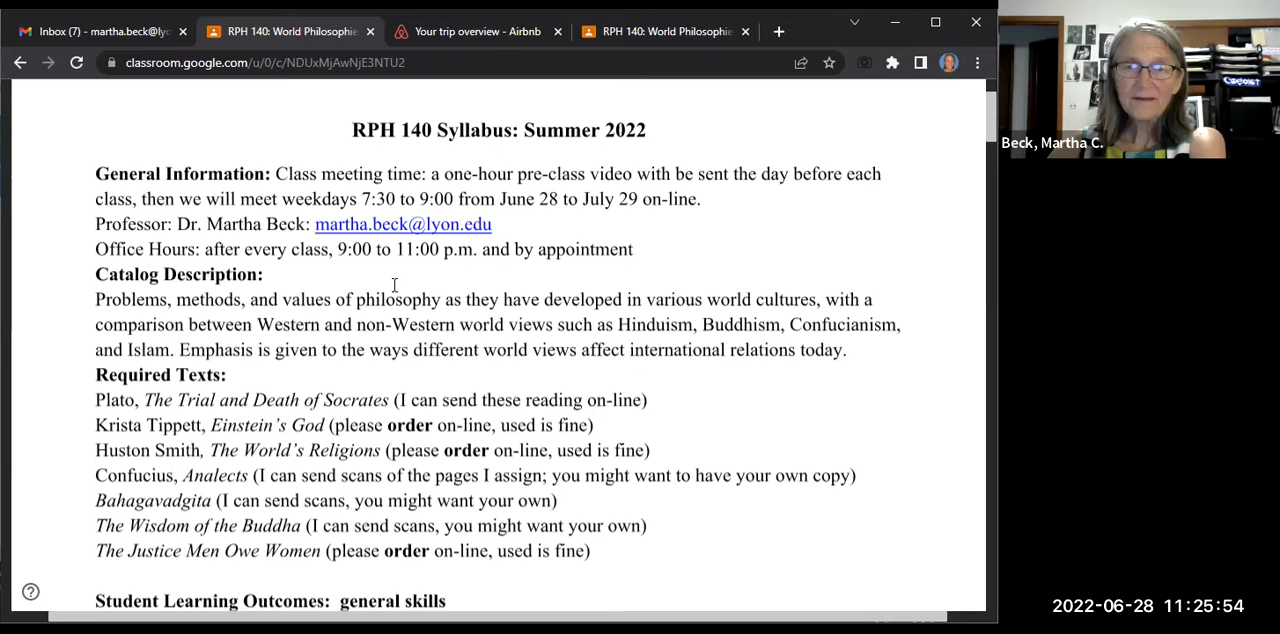 Inbox (7) - martha.beck@lyo
RPH 140: World Philosophie
Your trip overview - Airbnb
RPH 140: World Philosophie
classroom.google.com/u/0/c/NDUxMjAwNjE3NTU2
RPH 140 Syllabus: Summer 2022
General Information: Class meeting time: a one-hour pre-class video with be sent the day before each
class, then we will meet weekdays 7:30 to 9:00 from June 28 to July 29 on-line.
Professor: Dr. Martha Beck: martha.beck@lyon.edu
Office Hours: after every class, 9:00 to 11:00 p.m. and by appointment
Catalog Description:
Problems, methods, and values of philosophy as they have developed in various world cultures, with a
comparison between Western and non-Western world views such as Hinduism, Buddhism, Confucianism,
and Islam. Emphasis is given to the ways different world views affect international relations today.
Required Texts:
Plato, The Trial and Death of Socrates (I can send these reading on-line)
Krista Tippett, Einstein’s God (please order on-line, used is fine)
Huston Smith, The World’s Religions (please order on-line, used is fine)
Confucius, Analects (I can send scans of the pages I assign; you might want to have your own copy)
Bahagavadgita (I can send scans, you might want your own)
The Wisdom of the Buddha (I can send scans, you might want your own)
The Justice Men Owe Women (please order on-line, used is fine)
Student Learning Outcomes: general skills
Beck, Martha C.
2022-06-28 11:25:54